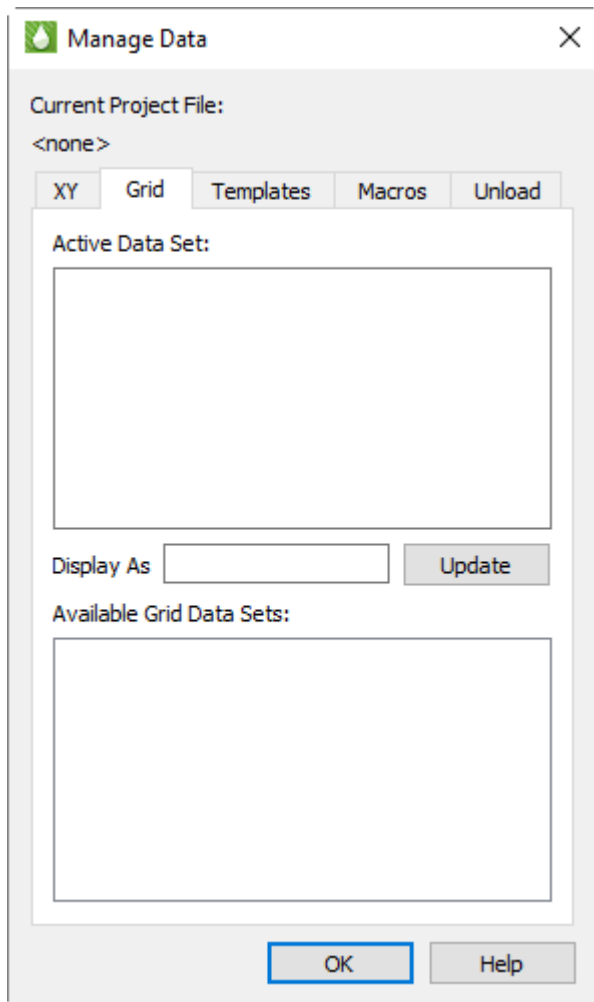 Manage Data
Current Project File:
<none>
XY Grid Templates Macros Unload
Active Data Set:
Display As Update
Available Grid Data Sets:
OK Help